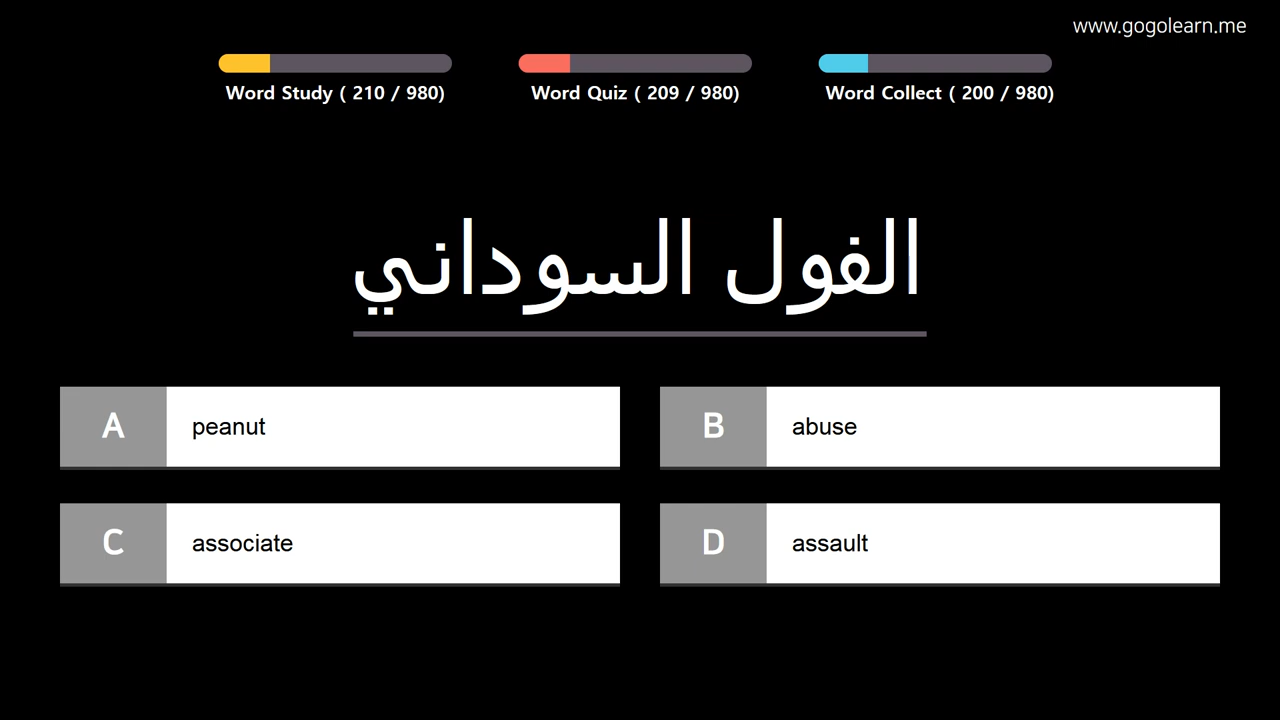 www.gogolearn.me
Word Study ( 210 / 980)
Word Quiz ( 209 / 980)
Word Collect ( 200 / 980)
الفول السوداني
A peanut
B abuse
C associate
D assault